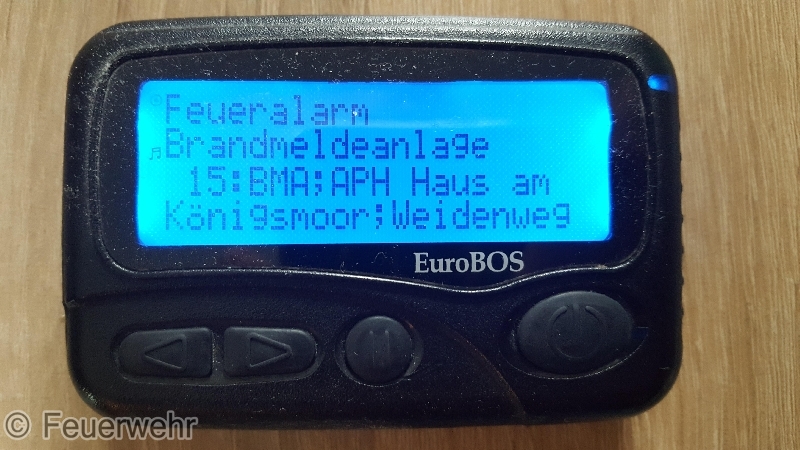 Feueralarm
Brandmeldeanlage
15:BMA;APH Haus am
Königsmoor;Weidenweg
EuroBOS
© Feuerwehr